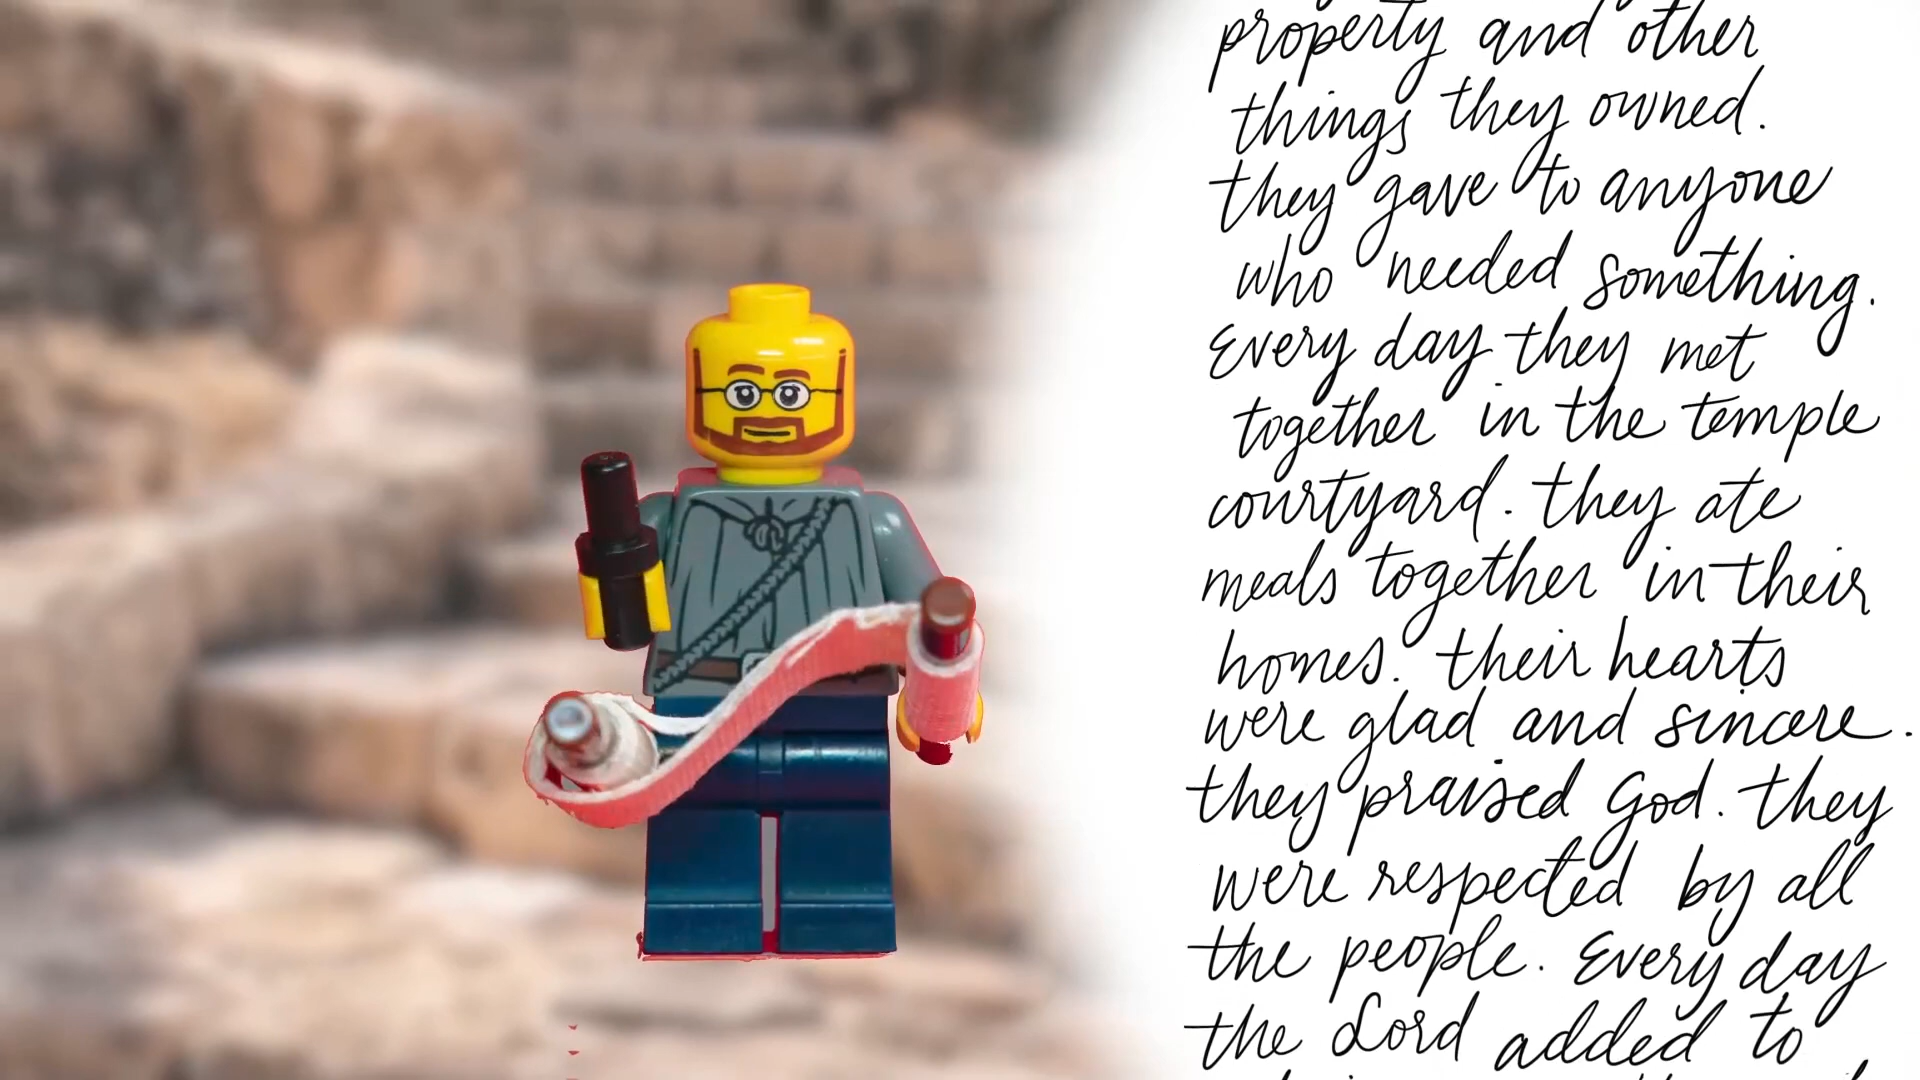 property and other
things they owned.
they gave to anyone
who needed something.
Every day they met
together in the temple
courtyard. they ate
meals together in their
homes. their hearts
were glad and sincere.
they praised God. they
were respected by all
the people. Every day
the Lord added to